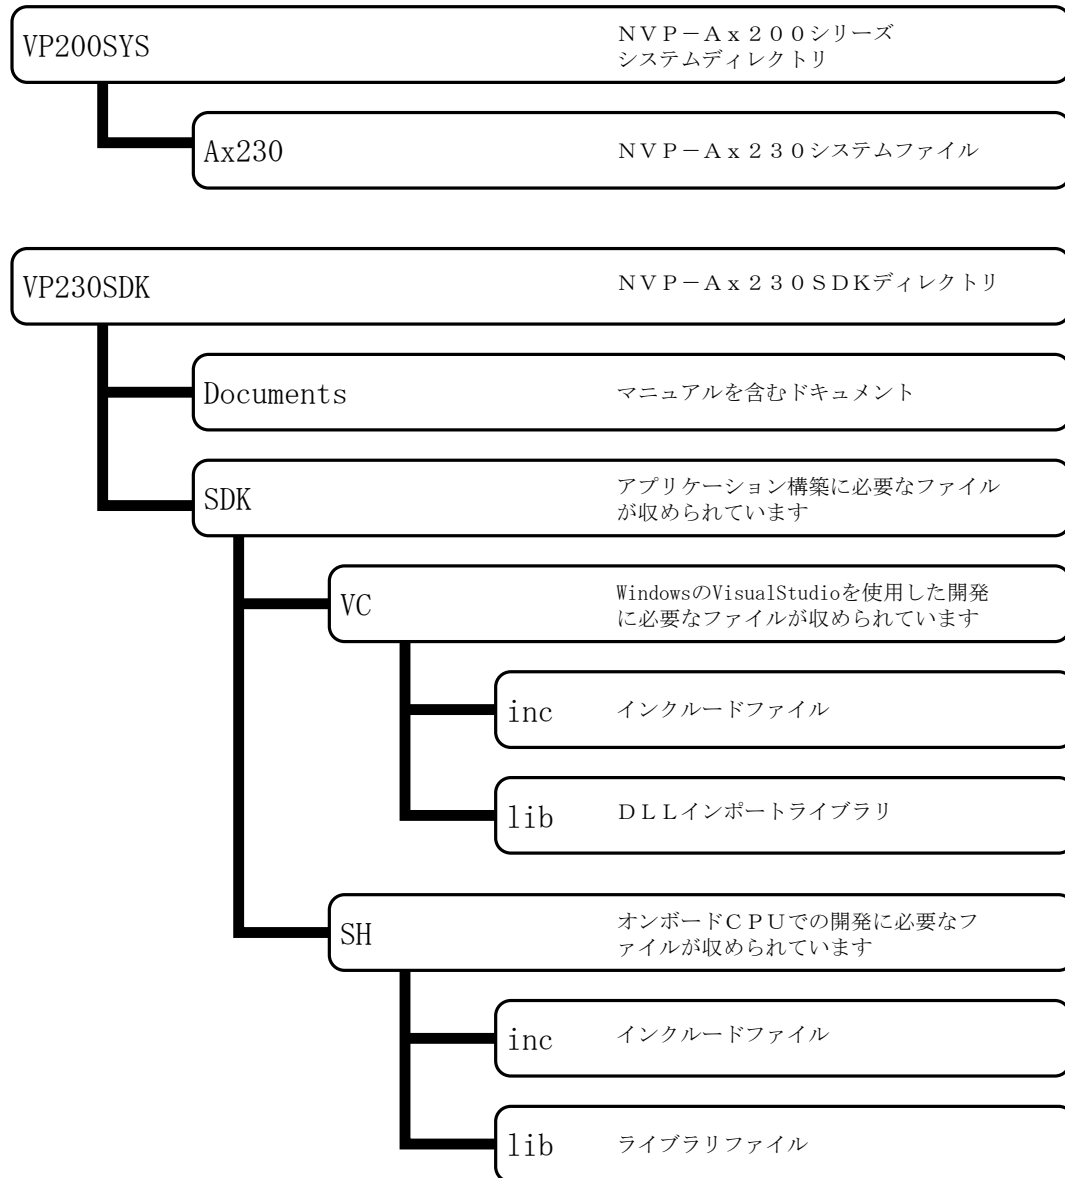 VP200SYS
ＮＶＰ－Ａｘ２００シリーズ
システムディレクトリ
Ax230
ＮＶＰ－Ａｘ２３０システムファイル
VP230SDK
ＮＶＰ－Ａｘ２３０ＳＤＫディレクトリ
Documents
マニュアルを含むドキュメント
SDK
アプリケーション構築に必要なファイル
が収められています
VC
WindowsのVisualStudioを使用した開発
に必要なファイルが収められています
inc
インクルードファイル
lib
ＤＬＬインポートライブラリ
SH
オンボードＣＰＵでの開発に必要なフ
ァイルが収められています
inc
インクルードファイル
lib
ライブラリファイル